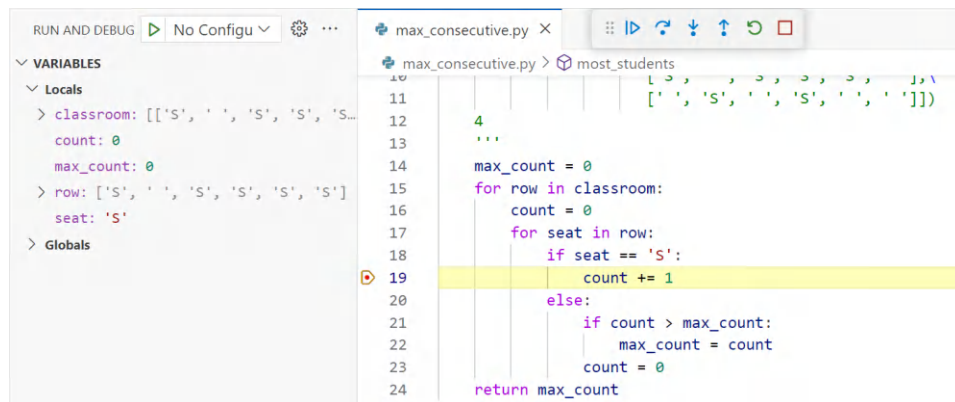 RUN AND DEBUG No Configu
VARIABLES
Locals
classroom: [['S', ' ', 'S', 'S', 'S…
count: 0
max_count: 0
row: ['S', ' ', 'S', 'S', 'S', 'S']
seat: 'S'
Globals
max_consecutive.py
max_consecutive.py > most_students
10 ['S', ' ', 'S', 'S', 'S', ' '],\
11 [' ', 'S', ' ', 'S', ' ', ' ']])
12 4
13 '''
14 max_count = 0
15 for row in classroom:
16 count = 0
17 for seat in row:
18 if seat == 'S':
19 count += 1
20 else:
21 if count > max_count:
22 max_count = count
23 count = 0
24 return max_count